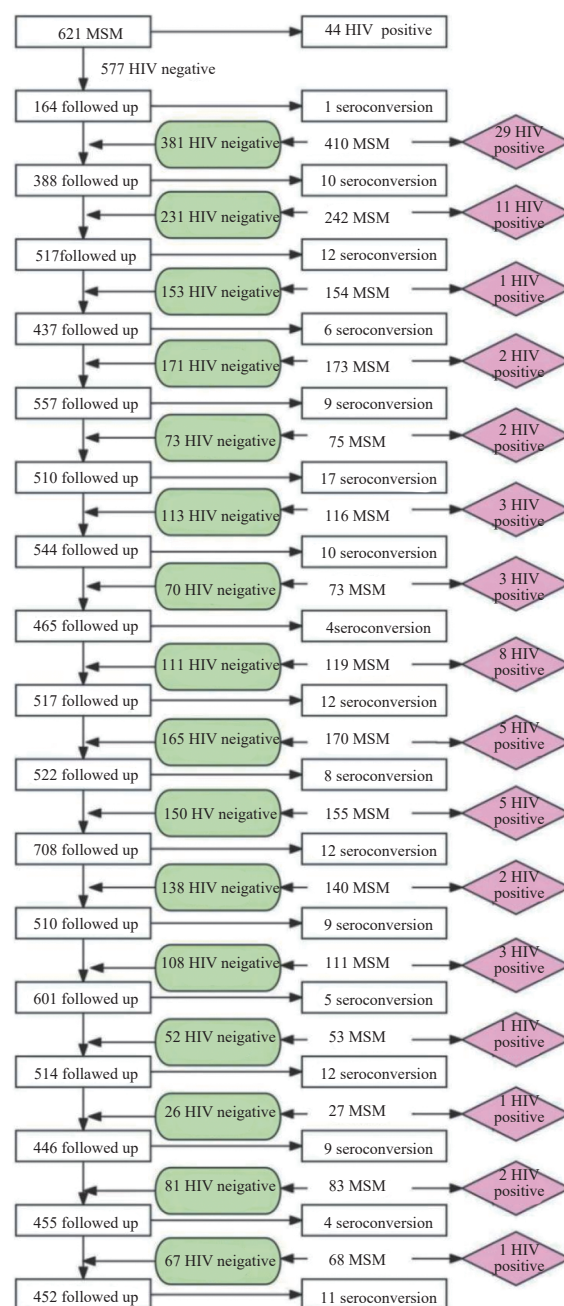 621 MSM
44 HIV positive
577 HIV negative
164 followed up
1 seroconversion
381 HIV neigative
410 MSM
29 HIV
positive
388 followed up
10 seroconversion
231 HIV neigative
242 MSM
11 HIV
positive
517followed up
12 seroconversion
153 HIV neigative
154 MSM
1 HIV
positive
437 followed up
6 seroconversion
171 HIV neigative
173 MSM
2 HIV
positive
557 followed up
9 seroconversion
73 HIV neigative
75 MSM
2 HIV
positive
510 followed up
17 seroconversion
113 HIV neigative
116 MSM
3 HIV
positive
544 followed up
10 seroconversion
70 HIV neigative
73 MSM
3 HIV
positive
465 followed up
4seroconversion
111 HIV neigative
119 MSM
8 HIV
positive
517 followed up
12 seroconversion
165 HIV neigative
170 MSM
5 HIV
positive
522 followed up
8 seroconversion
150 HV neigative
155 MSM
5 HIV
positive
708 followed up
12 seroconversion
138 HIV neigative
140 MSM
2 HIV
positive
510 followed up
9 seroconversion
108 HIV neigative
111 MSM
3 HIV
positive
601 followed up
5 seroconversion
52 HIV neigative
53 MSM
1 HIV
positive
514 follawed up
12 seroconversion
26 HIV neigative
27 MSM
1 HIV
positive
446 followed up
9 seroconversion
81 HIV neigative
83 MSM
2 HIV
positive
455 followed up
4 seroconversion
67 HIV neigative
68 MSM
1 HIV
positive
452 followed up
11 seroconversion